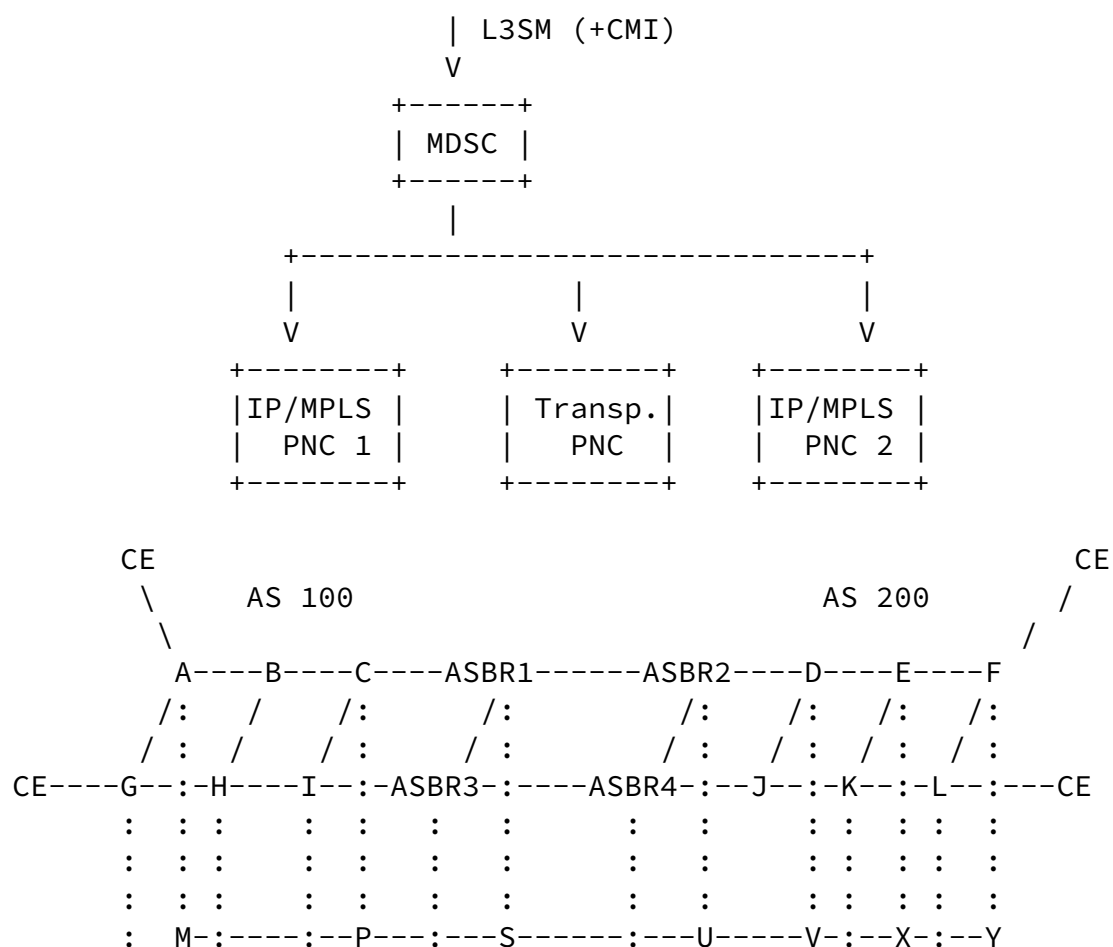 | L3SM (+CMI)
                        V
                     +------+
                     | MDSC |
                     +------+
                        |
               +-------------------------------+
               |               |               |
               V               V               V
            +--------+     +--------+    +--------+
            |IP/MPLS |     | Transp.|    |IP/MPLS |
            |  PNC 1 |     |   PNC  |    |  PNC 2 |
            +--------+     +--------+    +--------+

      CE                                                   CE
       \     AS 100                          AS 200       /
        \                                               /
         A----B----C----ASBR1------ASBR2----D----E----F
        /:   /    /:      /:         /:    /:   /:   /:
       / :  /    / :     / :        / :   / :  / :  / :
CE----G--:-H----I--:-ASBR3-:----ASBR4-:--J--:-K--:-L--:---CE
      :  : :    :  :   :   :      :   :     : :  : :  :
      :  : :    :  :   :   :      :   :     : :  : :  :
      :  : :    :  :   :   :      :   :     : :  : :  :
      :  M-:----:--P---:---S------:---U-----V-:--X-:--Y